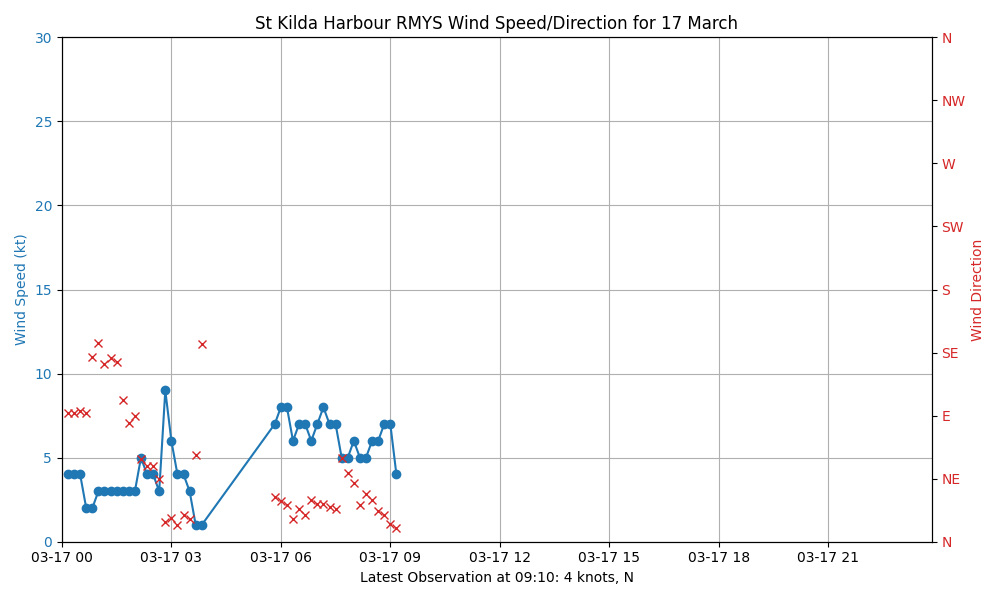 St Kilda Harbour RMYS Wind Speed/Direction for 17 March
30
25
20
15
10
5
0
Wind Speed (kt)
N
NW
W
SW
S
SE
E
NE
N
Wind Direction
03-17 00 03-17 03 03-17 06 03-17 09 03-17 12 03-17 15 03-17 18 03-17 21
Latest Observation at 09:10: 4 knots, N